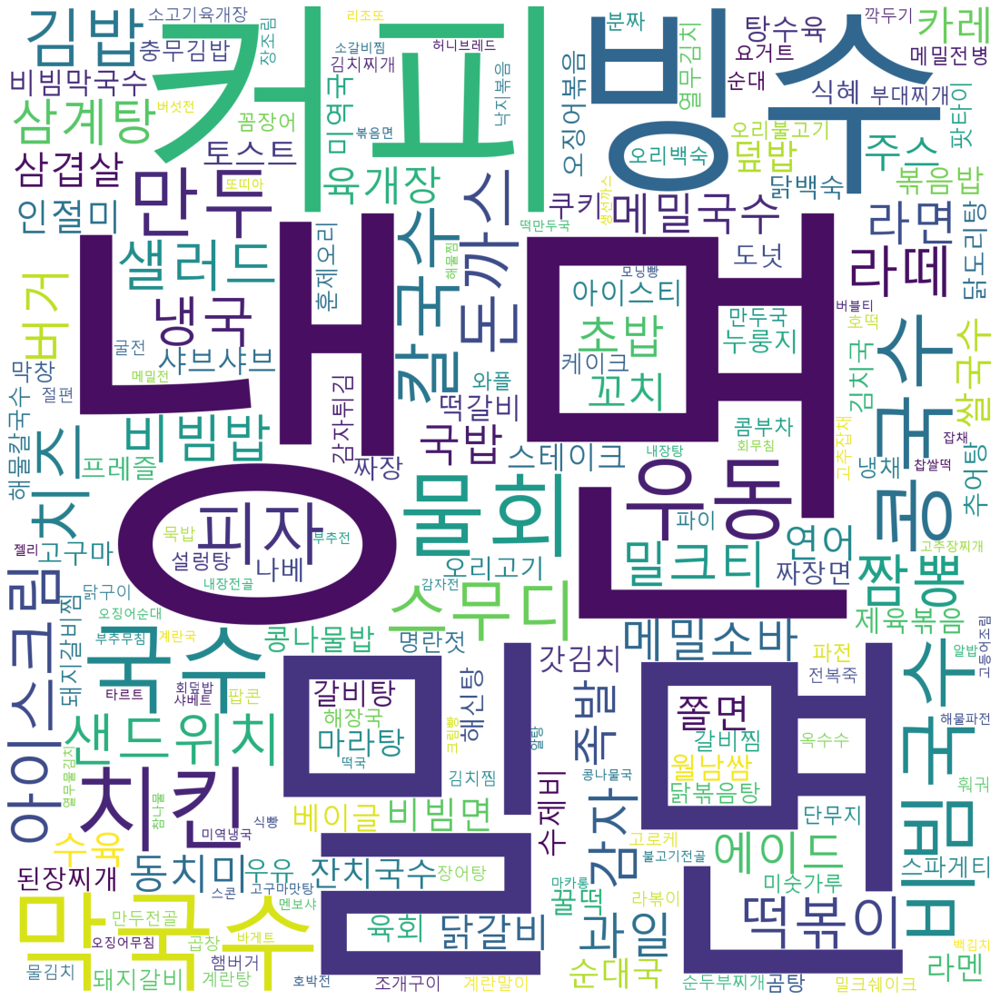 소고기육개장
리조또
김밥
커피
빙수
분짜
탕수육
깍두기
카레
충무김밥
장조림
소갈비찜
허니브레드
요거트
메밀전병
비빔막국수
김치찌개
낙지볶음
오징어볶음
열무김치
순대
식혜
부대찌개
팟타이
삼계탕
버섯전
꼼장어
미역국
볶음면
오리불고기
삼겹살
토스트
오리백숙
덮밥
주스
만두
육개장
닭백숙
볶음밥
인절미
또띠아
돈까스
쿠키
생선까스
메밀국수
라면
닭도리탕
떡만두국
냉면
샐러드
훈제오리
칼국수
해물찜
도넛
라떼
버거
모닝빵
냉국
아이스티
만두국
버블티
호떡
초밥
누룽지
굴전
샤브샤브
케이크
김치국
콩국수
쌀국수
막창
절편
메밀전
감자튀김
와플
꼬치
떡갈비
해물칼국수
비빔밥
국밥
콤부차
고추잡채
잡채
치즈
프레즐
짜장
스테이크
내장탕
회무침
냉채
찹쌀떡
추어탕
물회
우동
피자
묵밥
부추전
파이
연어
젤리
고구마
설렁탕
나베
오리고기
밀크티
짜장면
짬뽕
고추장찌개
아이스크림
닭구이
내장전골
감자전
돼지갈비찜
오징어순대
수무디
제육볶음
국수
계란국
부추무침
콩나물밥
명란젓
갓김치
메밀소바
파전
비빔국수
알밥
고등어조림
밀면
회덮밥
타르트
샤베트
팝콘
갈비탕
해신탕
전복죽
쫄면
샌드위치
해장국
크림빵
알탕
족발
갈비찜
옥수수
해물파전
마라탕
떡국
월남쌈
치킨
열무물김치
참나물
김치찜
콩나물국
닭볶음탕
훠궈
베이글
비빔면
수제비
감자
단무지
수육
미역냉국
식빵
고로케
에이드
된장찌개
동치미
우유
잔치국수
장어탕
불고기전골
스파게티
스콘
고구마맛탕
마카롱
미숫가루
막국수
멘보샤
꿀떡
라볶이
떡볶이
만두전골
육회
닭갈비
과일
오징어무침
곱창
바게트
백김치
물김치
햄버거
순대국
라멘
돼지갈비
계란탕
호박전
조개구이
계란말이
순두부찌개
곰탕
밀크쉐이크